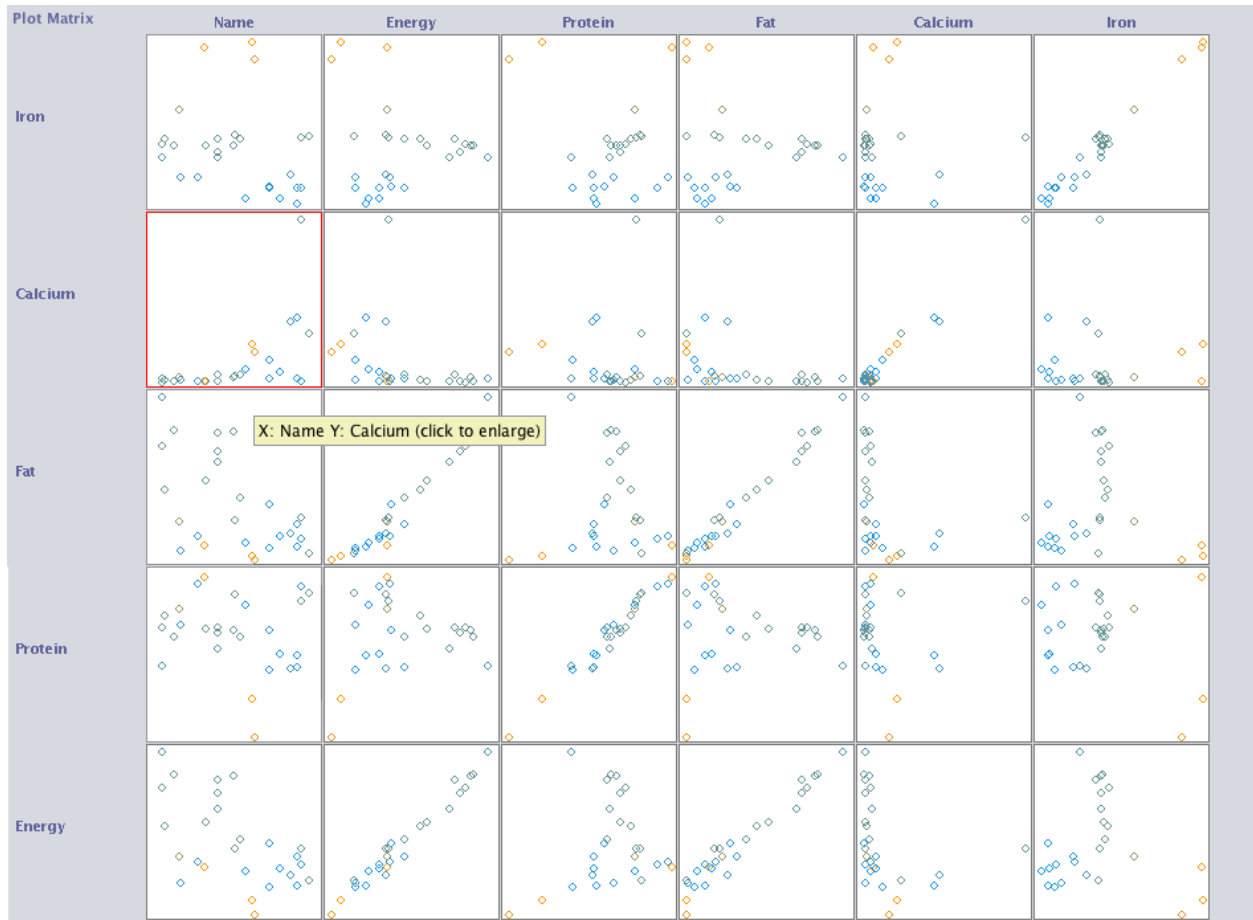 Plot Matrix
Name Energy Protein Fat Calcium Iron
Iron
Calcium
X: Name Y: Calcium (click to enlarge)
Fat
Protein
Energy